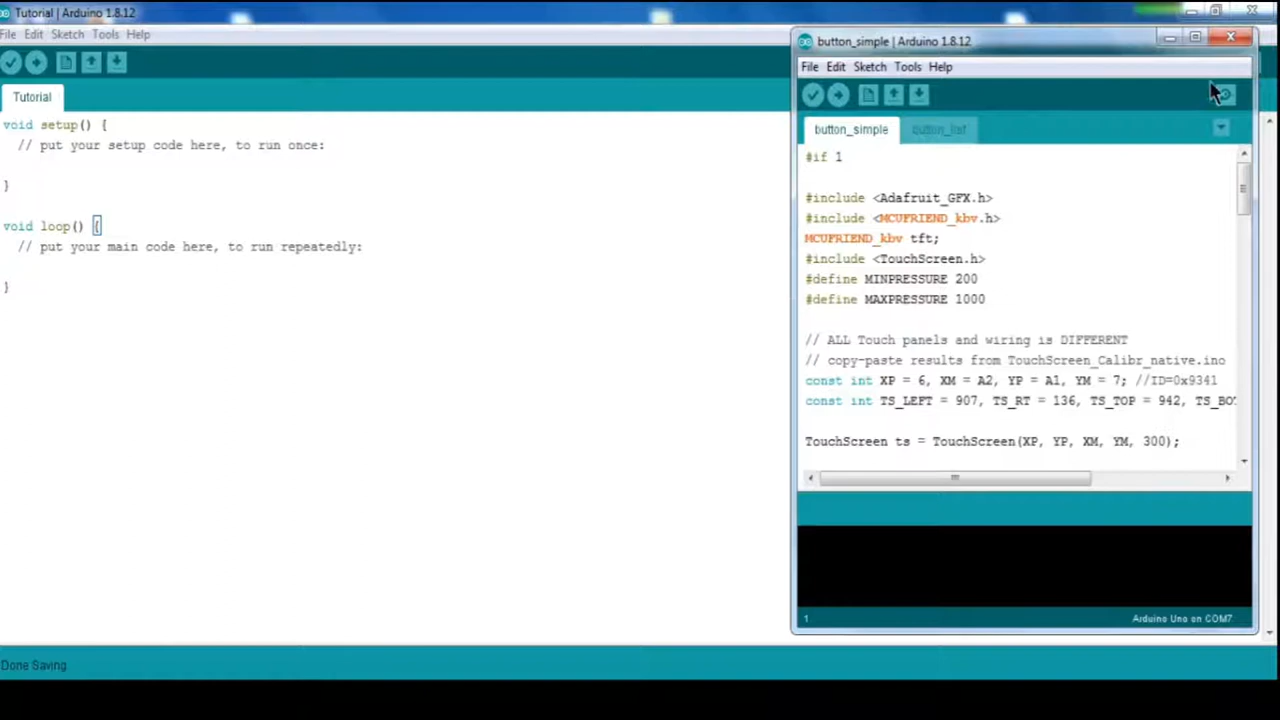 Tutorial | Arduino 1.8.12
File Edit Sketch Tools Help
Tutorial
void setup() {
// put your setup code here, to run once:
}
void loop() {
// put your main code here, to run repeatedly:
}
Done Saving
button_simple | Arduino 1.8.12
File Edit Sketch Tools Help
button_simple button_list
#if 1
#include <Adafruit_GFX.h>
#include <MCUFRIEND_kbv.h>
MCUFRIEND_kbv tft;
#include <TouchScreen.h>
#define MINPRESSURE 200
#define MAXPRESSURE 1000
// ALL Touch panels and wiring is DIFFERENT
// copy-paste results from TouchScreen_Calibr_native.ino
const int XP = 6, XM = A2, YP = A1, YM = 7; //ID=0x9341
const int TS_LEFT = 907, TS_RT = 136, TS_TOP = 942, TS_BO
TouchScreen ts = TouchScreen(XP, YP, XM, YM, 300);
1
Arduino Uno on COM7